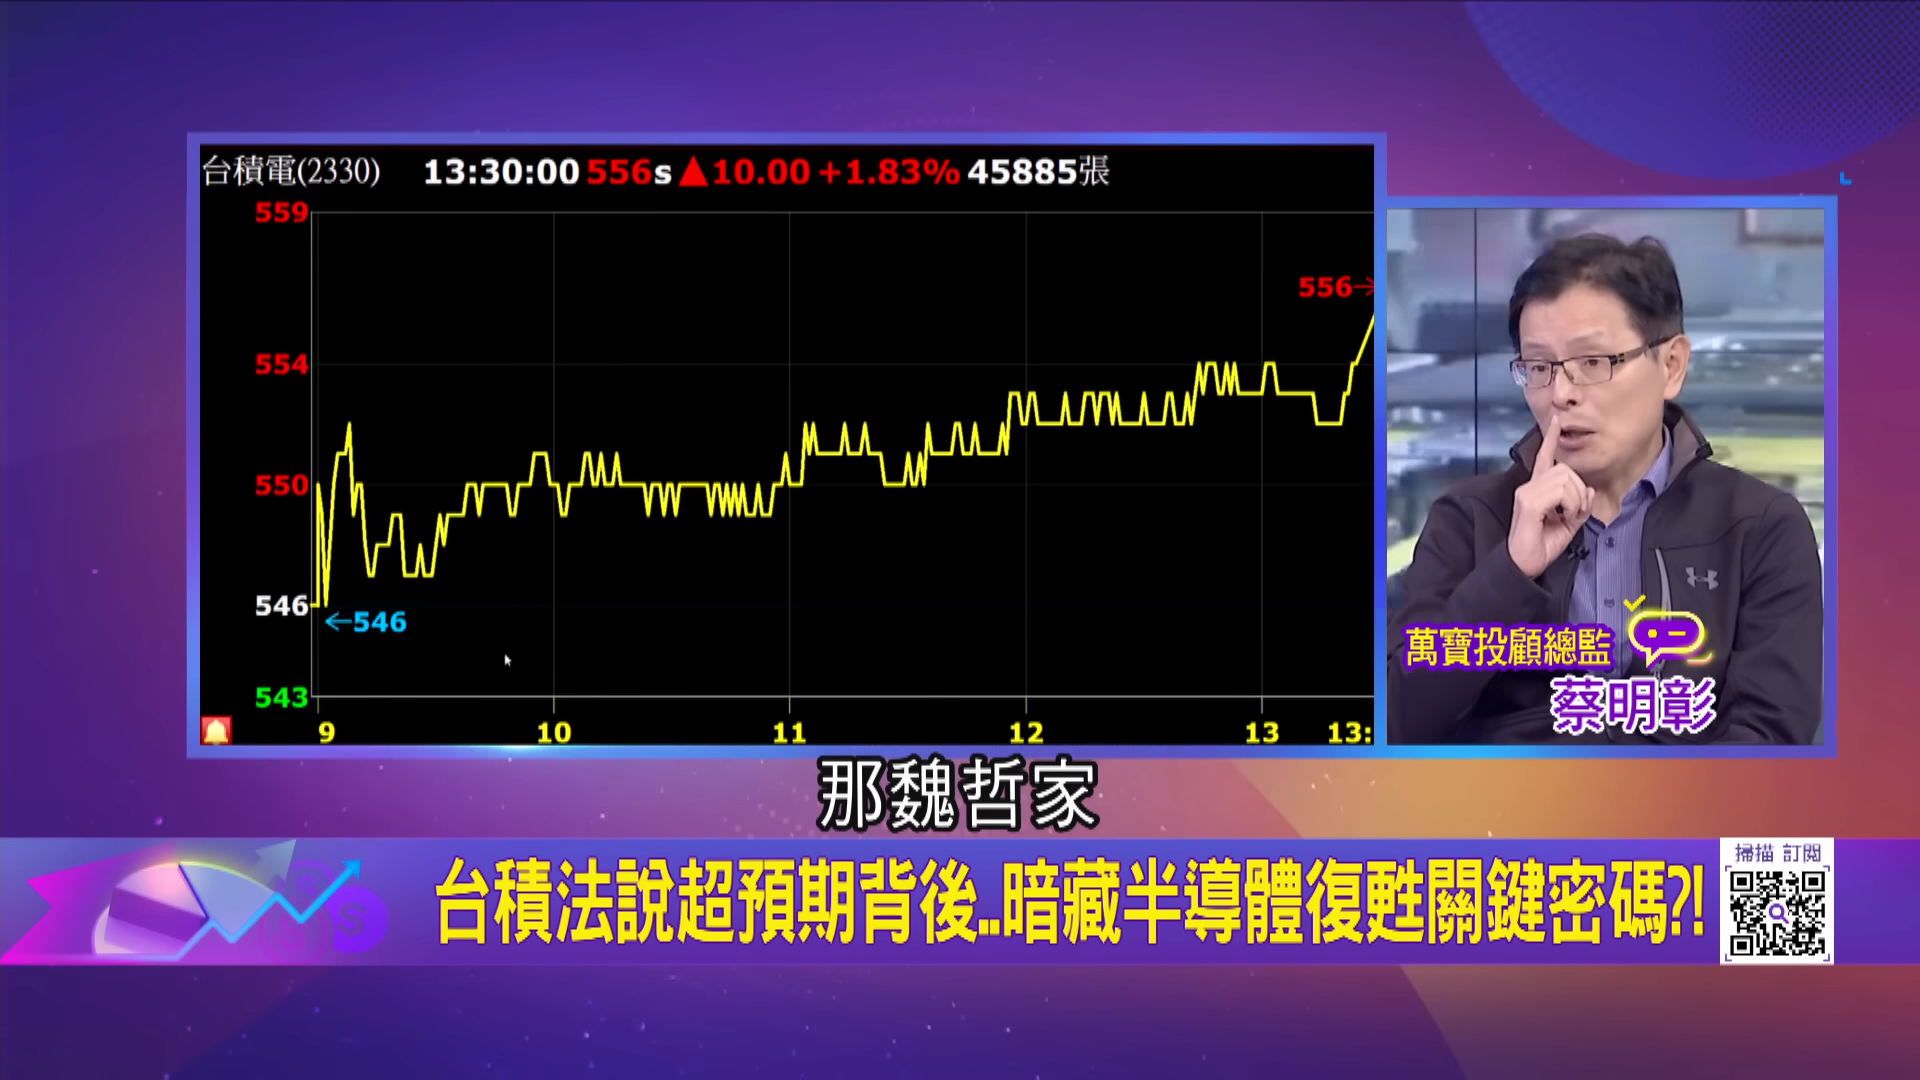 台積電(2330) 13:30:00 556s ▲10.00 +1.83% 45885張
559
556→
554
550
546
←546
543
9 10 11 12 13 13:
萬寶投顧總監
蔡明彰
那魏哲家
台積法說超預期背後..暗藏半導體復甦關鍵密碼?!
掃描 訂閱